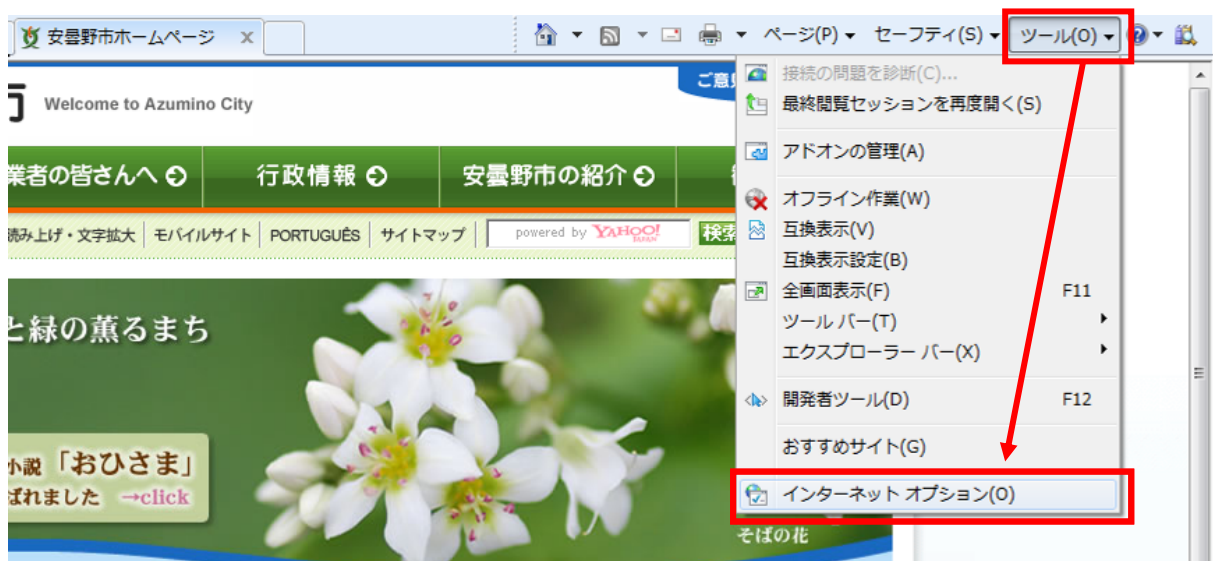 安曇野市ホームページ x
ページ(P) セーフティ(S) ツール(O)
Welcome to Azumino City
ご意
業者の皆さんへ
行政情報
安曇野市の紹介
読み上げ・文字拡大 モバイルサイト PORTUGUÊS サイトマップ
powered by YAHOO! JAPAN
検索
と緑の薫るまち
小説「おひさま」
ばれました →click
そばの花
接続の問題を診断(C)...
最終閲覧セッションを再度開く(S)
アドオンの管理(A)
オフライン作業(W)
互換表示(V)
互換表示設定(B)
全画面表示(F) F11
ツール バー(T)
エクスプローラー バー(X)
開発者ツール(D) F12
おすすめサイト(G)
インターネット オプション(O)